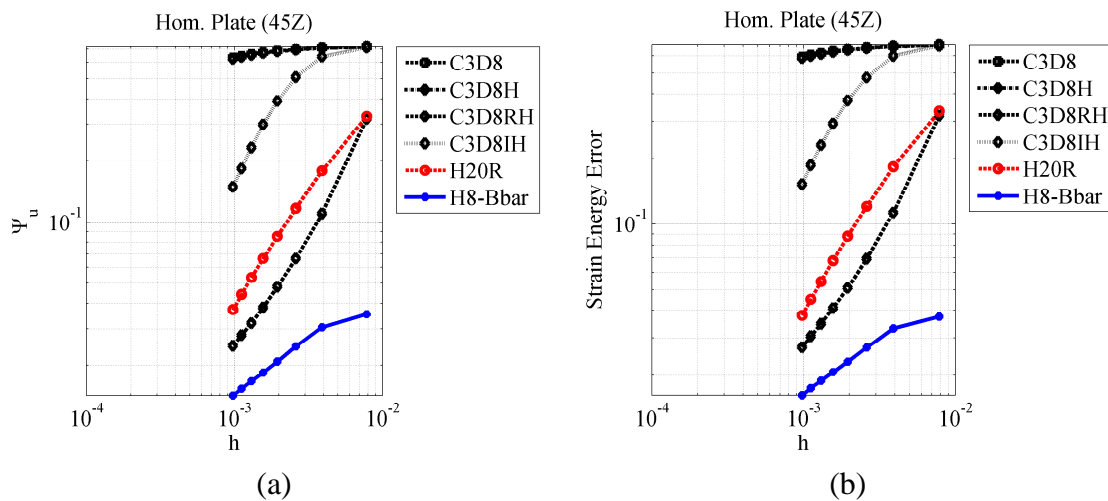 Hom. Plate (45Z)
Ψu
10-1
10-4
10-3
10-2
h
C3D8
C3D8H
C3D8RH
C3D8IH
H20R
H8-Bbar
(a)
Hom. Plate (45Z)
Strain Energy Error
10-1
10-4
10-3
10-2
h
C3D8
C3D8H
C3D8RH
C3D8IH
H20R
H8-Bbar
(b)